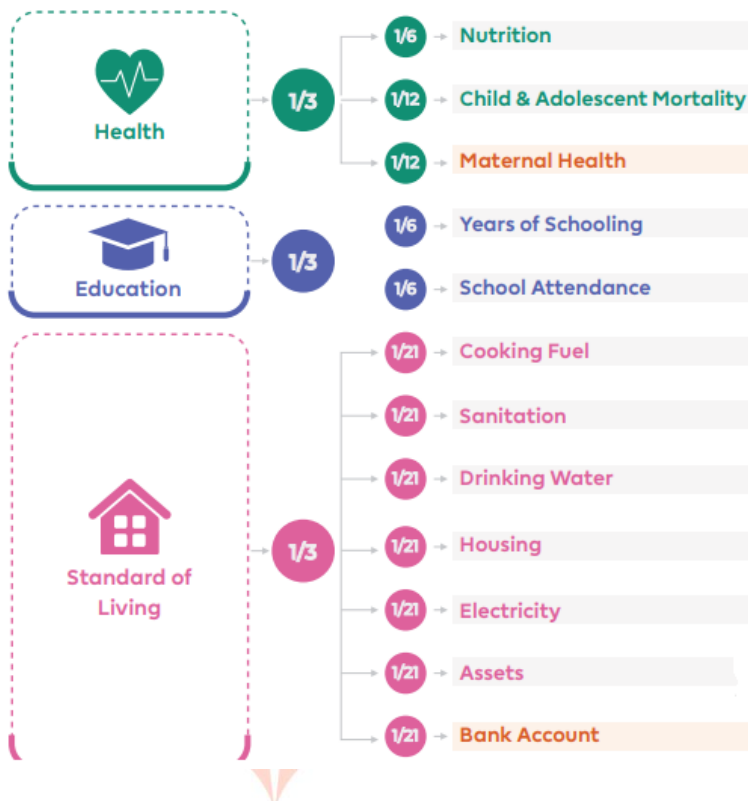 Health
1/3
1/6 Nutrition
1/12 Child & Adolescent Mortality
1/12 Maternal Health
Education
1/3
1/6 Years of Schooling
1/6 School Attendance
Standard of
Living
1/3
1/21 Cooking Fuel
1/21 Sanitation
1/21 Drinking Water
1/21 Housing
1/21 Electricity
1/21 Assets
1/21 Bank Account